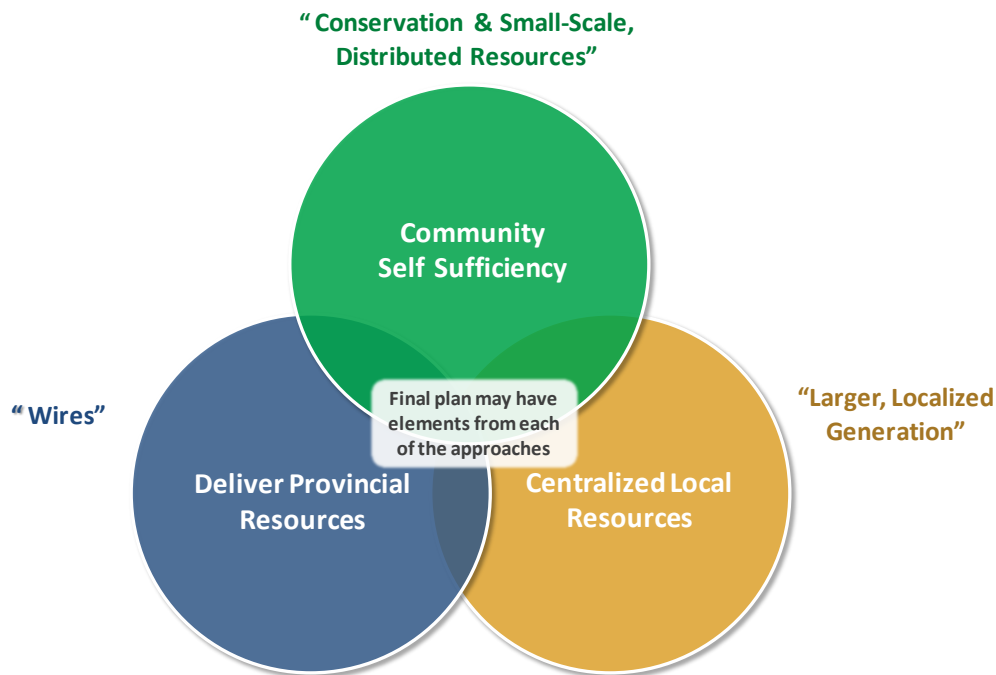 “ Conservation & Small-Scale,
Distributed Resources”
Community
Self Sufficiency
“ Wires”
Final plan may have
elements from each
of the approaches
“Larger, Localized
Generation”
Deliver Provincial
Resources
Centralized Local
Resources